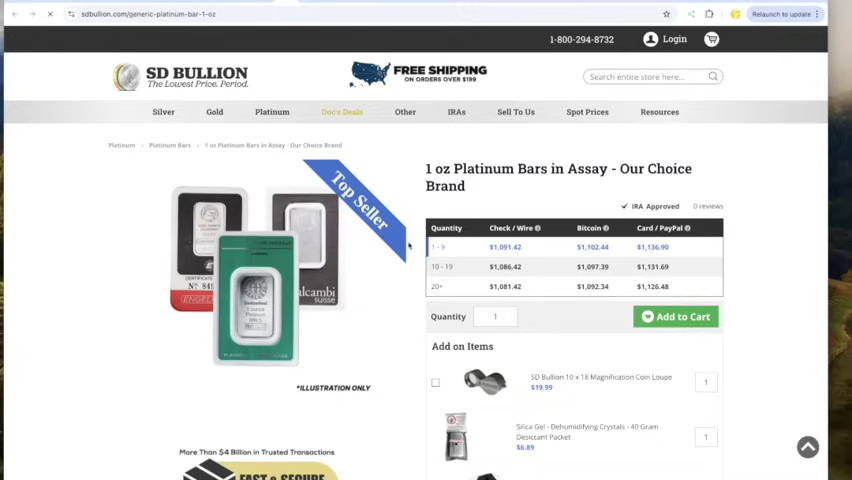 sdbullion.com/generic-platinum-bar-1-oz
Relaunch to update
1-800-294-8732
Login
SD BULLION
The Lowest Price. Period.
FREE SHIPPING
ON ORDERS OVER $199
Search entire store here...
Silver Gold Platinum Doc's Deals Other IRAs Sell To Us Spot Prices Resources
Platinum Platinum Bars 1 oz Platinum Bars in Assay - Our Choice Brand
Top Seller
1 oz Platinum Bars in Assay - Our Choice
Brand
IRA Approved 0 reviews
Quantity Check / Wire Bitcoin Card / PayPal
1 - 9 $1,091.42 $1,102.44 $1,136.90
10 - 19 $1,086.42 $1,097.39 $1,131.69
20+ $1,081.42 $1,092.34 $1,126.48
Quantity 1 Add to Cart
Add on Items
SD Bullion 10 x 18 Magnification Coin Loupe
$19.99
1
Silica Gel - Dehumidifying Crystals - 40 Gram
Desiccant Packet
$6.89
1
alcambi
suisse
*ILLUSTRATION ONLY
More Than $4 Billion in Trusted Transactions
FAST & SECURE